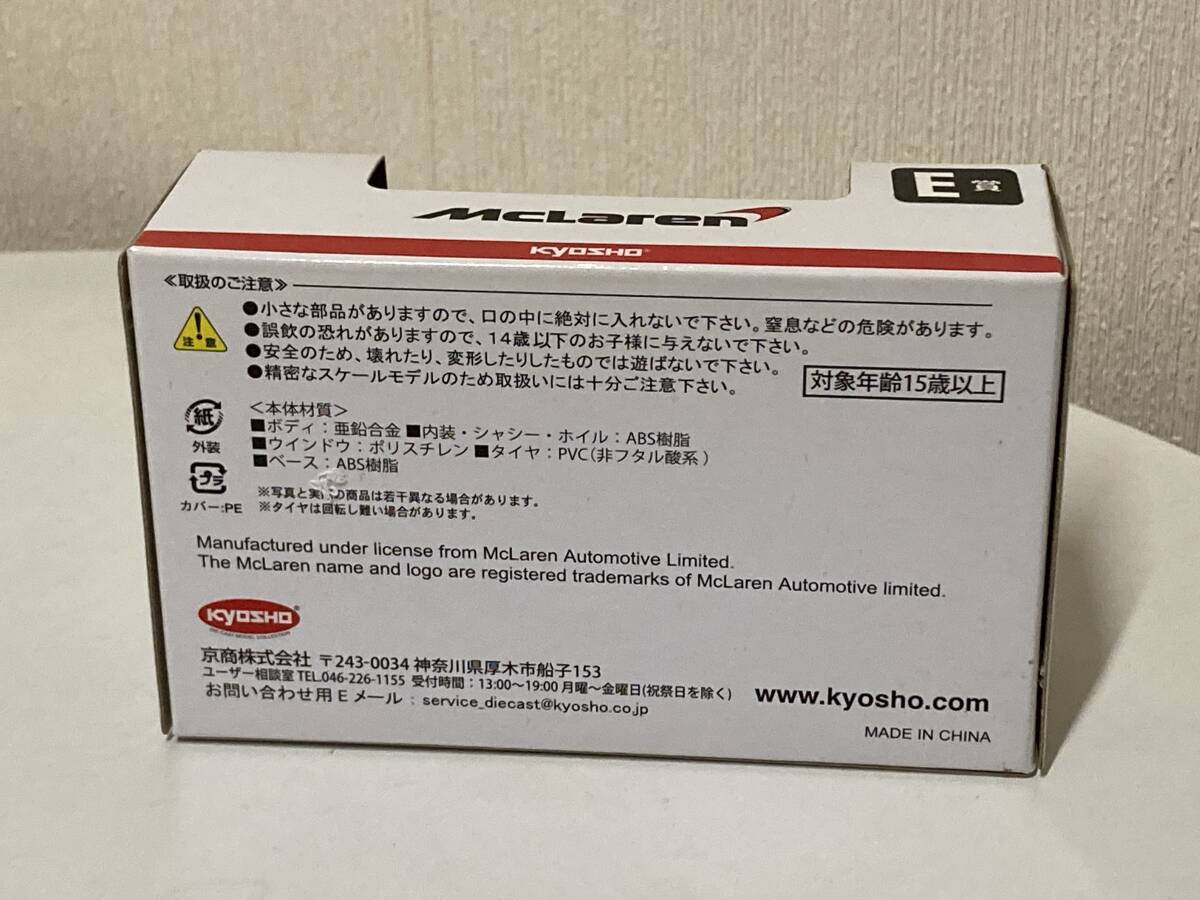 E賞
McLaren
KYOSHO
≪取扱のご注意≫
注意
●小さな部品がありますので、口の中に絶対に入れないで下さい。窒息などの危険があります。
●誤飲の恐れがありますので、14歳以下のお子様に与えないで下さい。
●安全のため、壊れたり、変形したりしたものでは遊ばないで下さい。
●精密なスケールモデルのため取扱いには十分ご注意下さい。
対象年齢15歳以上
紙
外装
プラ
カバー:PE
＜本体材質＞
■ボディ：亜鉛合金 ■内装・シャシー・ホイル：ABS樹脂
■ウインドウ：ポリスチレン ■タイヤ：PVC(非フタル酸系)
■ベース：ABS樹脂
※写真と実の商品は若干異なる場合があります。
※タイヤは回転し難い場合があります。
Manufactured under license from McLaren Automotive Limited.
The McLaren name and logo are registered trademarks of McLaren Automotive limited.
KYOSHO
DIE-CAST MODEL COLLECTION
京商株式会社 〒243-0034 神奈川県厚木市船子153
ユーザー相談室 TEL.046-226-1155 受付時間：13:00〜19:00 月曜〜金曜日(祝祭日を除く)
お問い合わせ用Eメール：service_diecast@kyosho.co.jp
www.kyosho.com
MADE IN CHINA